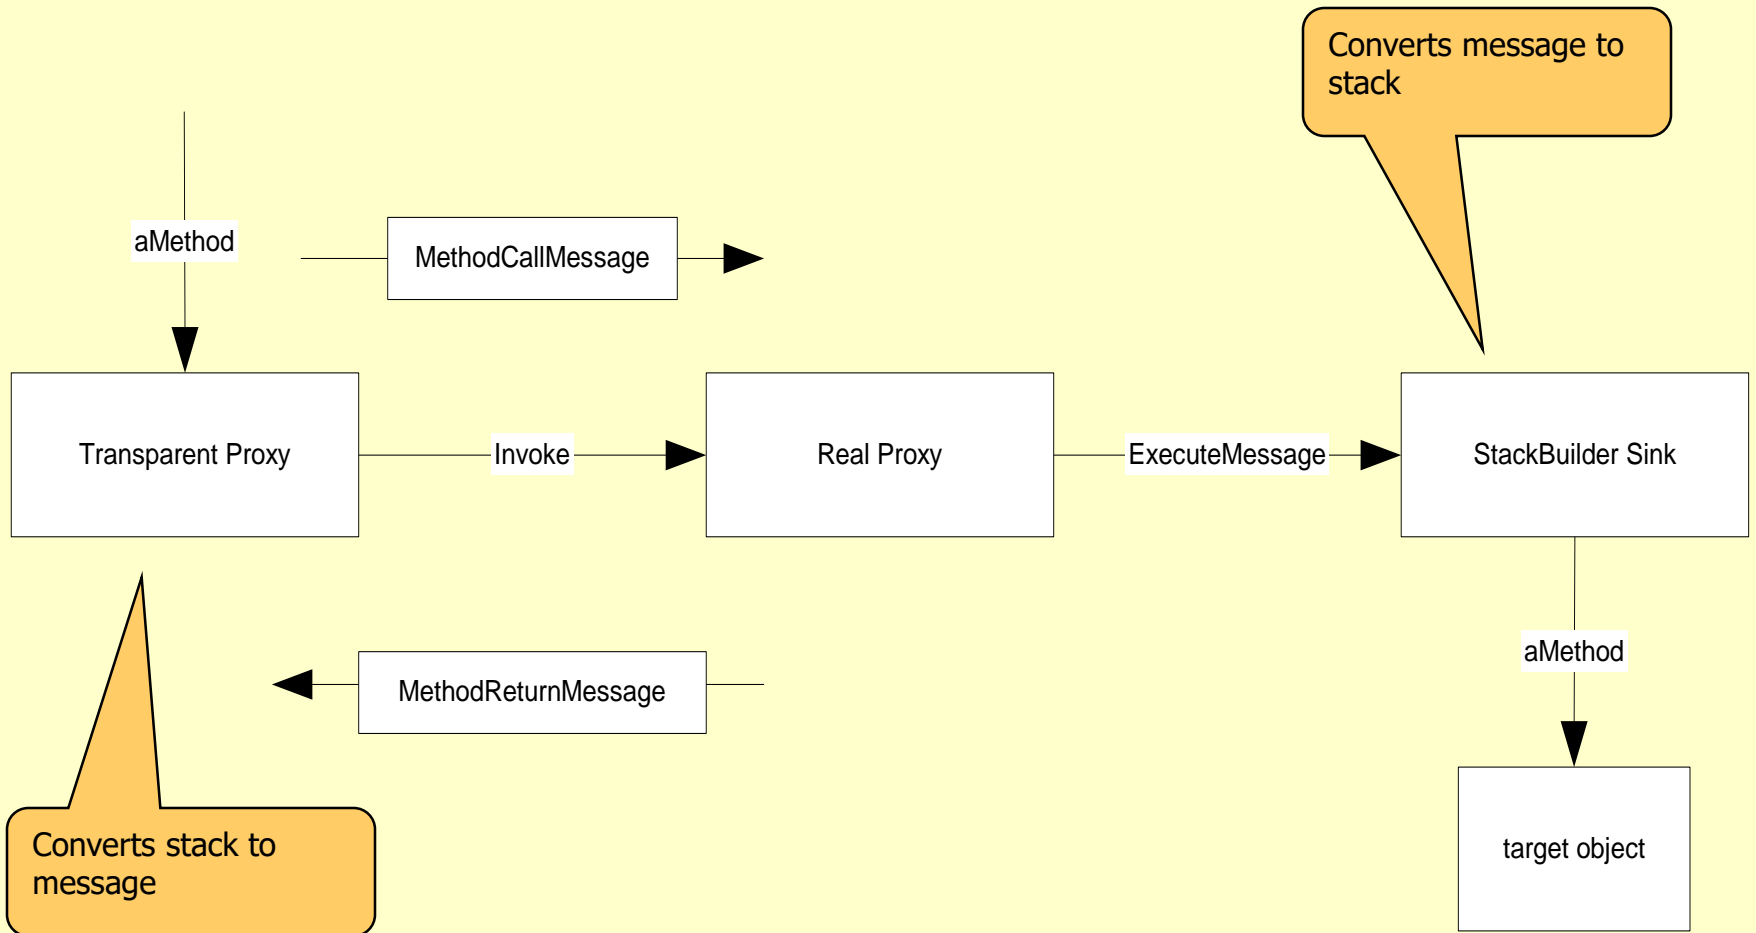 Converts message to
stack
aMethod
MethodCallMessage
Transparent Proxy
Invoke
Real Proxy
ExecuteMessage
StackBuilder Sink
aMethod
MethodReturnMessage
Converts stack to
message
target object